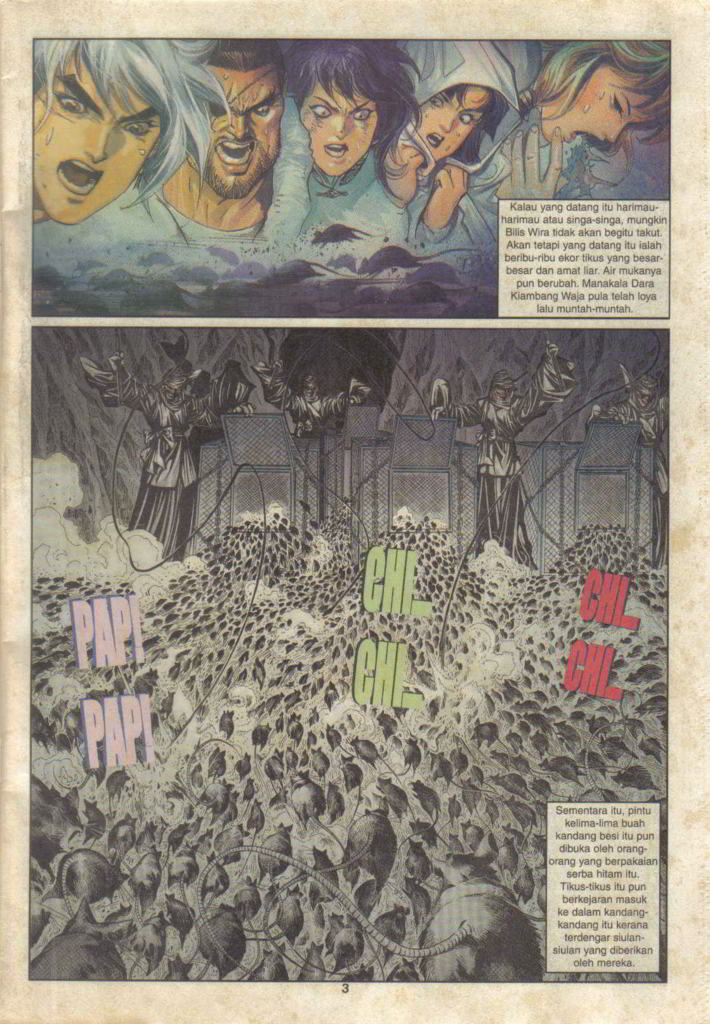 Kalau yang datang itu harimau-
harimau atau singa-singa, mungkin
Bilis Wira tidak akan begitu takut.
Akan tetapi yang datang itu ialah
beribu-ribu ekor tikus yang besar-
besar dan amat liar. Air mukanya
pun berubah. Manakala Dara
Kiambang Waja pula telah loya
lalu muntah-muntah.
PAP!
PAP!
CHI..
CHI..
CHI..
CHI..
Sementara itu, pintu
kelima-lima buah
kandang besi itu pun
dibuka oleh orang-
orang yang berpakaian
serba hitam itu.
Tikus-tikus itu pun
berkejaran masuk
ke dalam kandang-
kandang itu kerana
terdengar siulan-
siulan yang diberikan
oleh mereka.
3